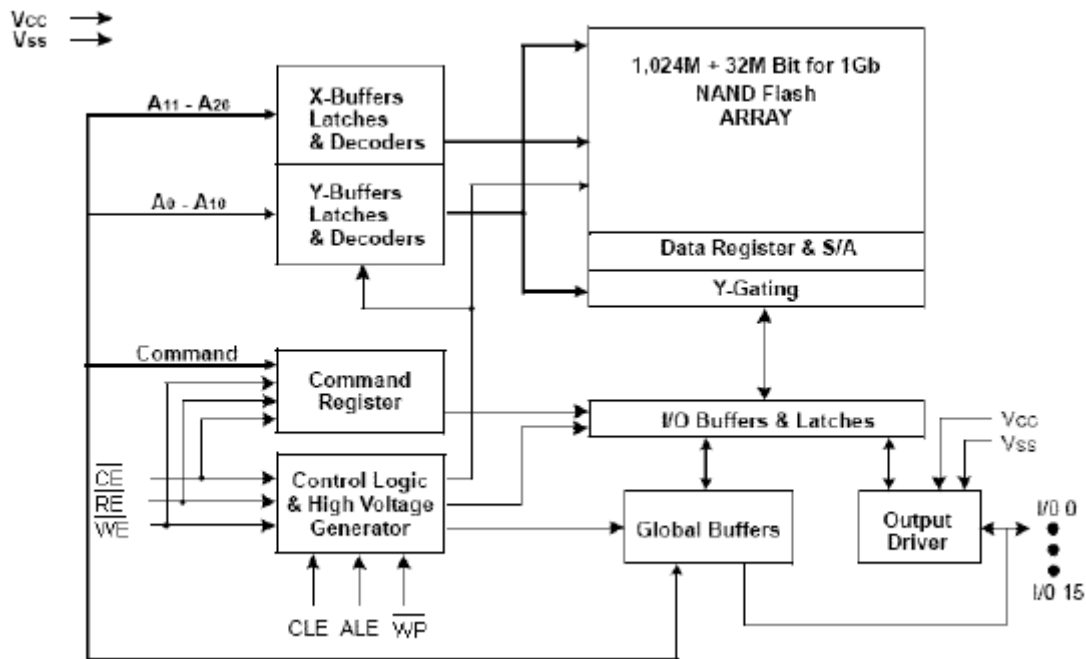 Vcc
Vss
A11 - A26
X-Buffers
Latches
& Decoders
1,024M + 32M Bit for 1Gb
NAND Flash
ARRAY
A0 - A10
Y-Buffers
Latches
& Decoders
Data Register & S/A
Y-Gating
Command
Command
Register
I/O Buffers & Latches
Vcc
Vss
CE
RE
WE
Control Logic
& High Voltage
Generator
Global Buffers
Output
Driver
I/0 0
I/0 15
CLE
ALE
WP